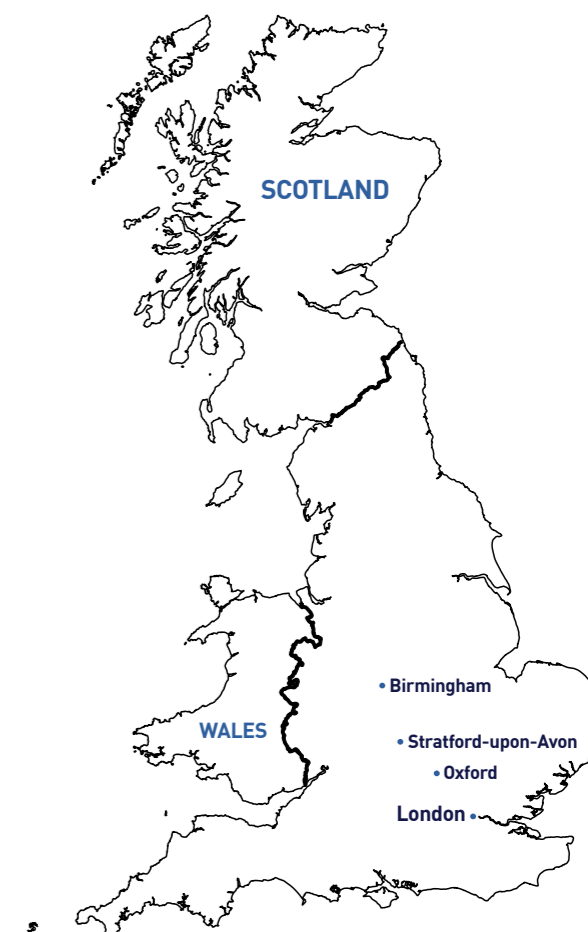 SCOTLAND
Birmingham
WALES
Stratford-upon-Avon
Oxford
London